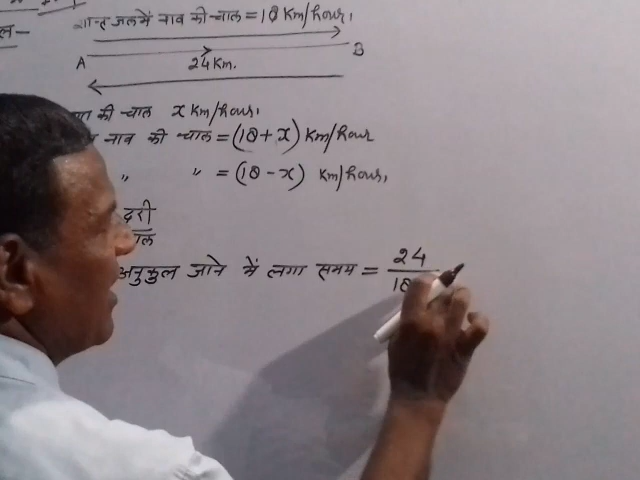 जल में नाव की चाल = 18 Km/hour,
A B
24 Km.
की चाल x Km/hour,
नाव की चाल = (18 + x) Km/hour
" " = (18 - x) Km/hour,
दूरी
अनुकुल जाने में लगा समय = 24
18